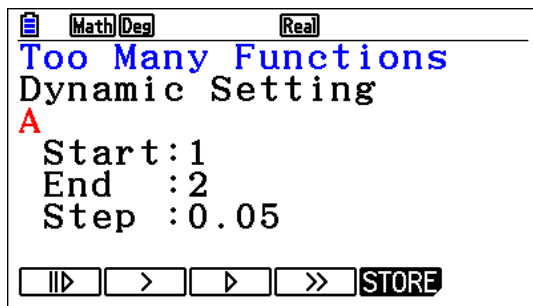 Math Deg Real
Too Many Functions
Dynamic Setting
A
Start:1
End :2
Step :0.05
STORE